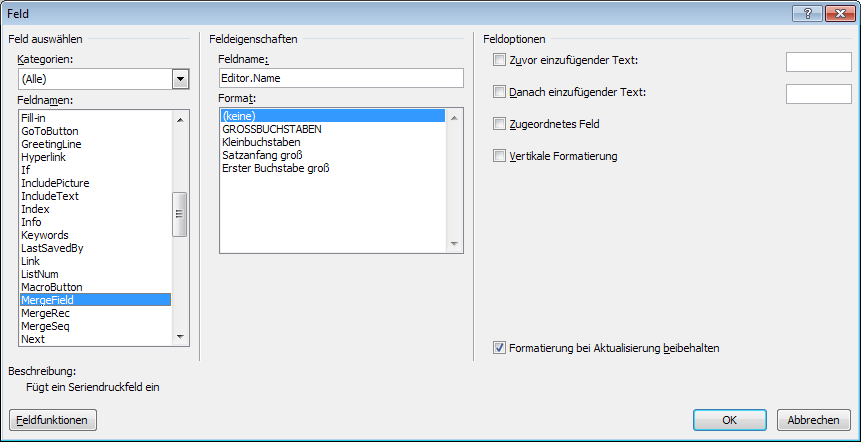 Feld
Feld auswählen
Kategorien:
(Alle)
Feldnamen:
Fill-in
GoToButton
GreetingLine
Hyperlink
If
IncludePicture
IncludeText
Index
Info
Keywords
LastSavedBy
Link
ListNum
MacroButton
MergeField
MergeRec
MergeSeq
Next
Feldeigenschaften
Feldname:
Editor.Name
Format:
(keine)
GROSSBUCHSTABEN
Kleinbuchstaben
Satzanfang groß
Erster Buchstabe groß
Feldoptionen
Zuvor einzufügender Text:
Danach einzufügender Text:
Zugeordnetes Feld
Vertikale Formatierung
Formatierung bei Aktualisierung beibehalten
Beschreibung:
Fügt ein Seriendruckfeld ein
Feldfunktionen
OK
Abbrechen